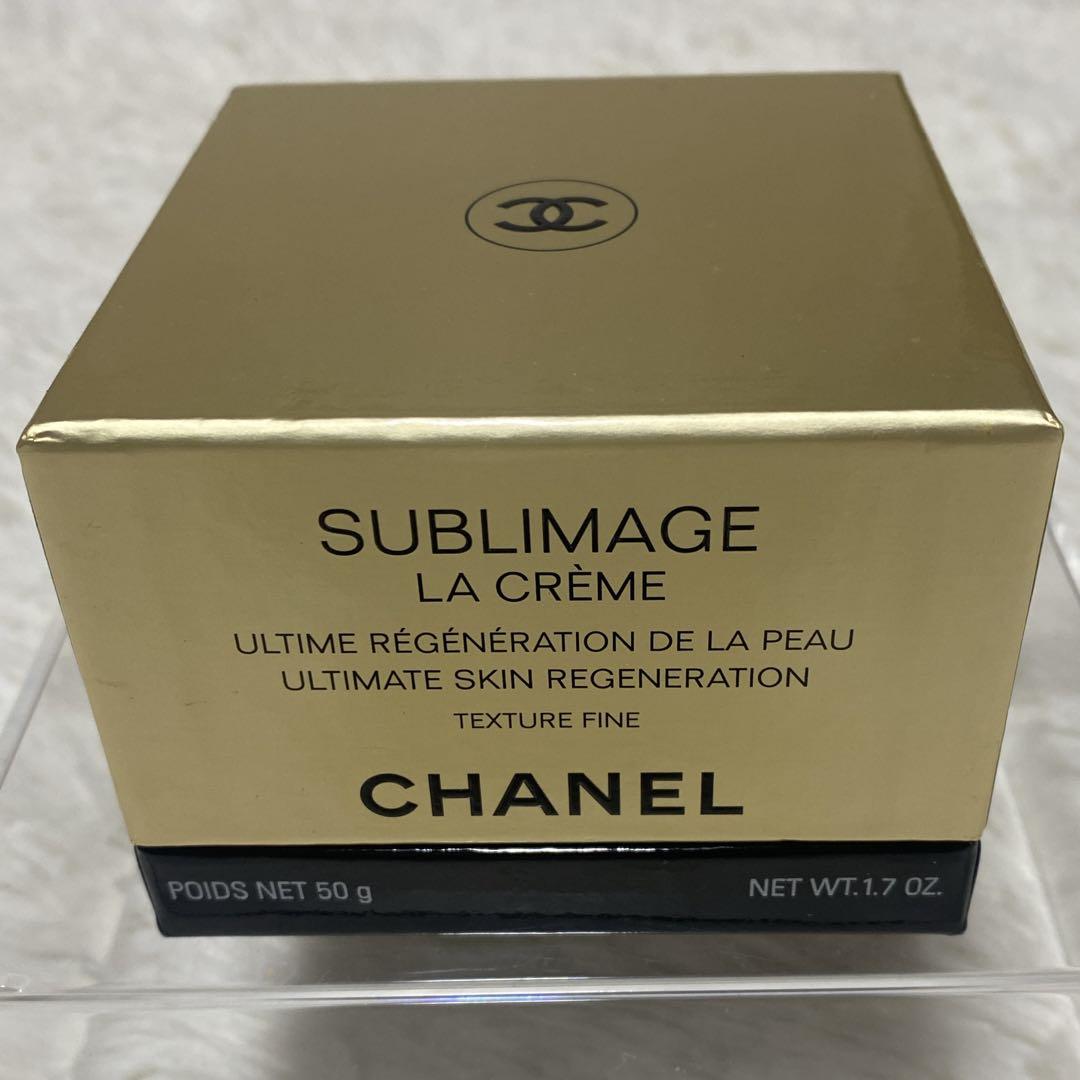 SUBLIMAGE
LA CRÈME
ULTIME RÉGÉNÉRATION DE LA PEAU
ULTIMATE SKIN REGENERATION
TEXTURE FINE
CHANEL
POIDS NET 50 g
NET WT.1.7 OZ.